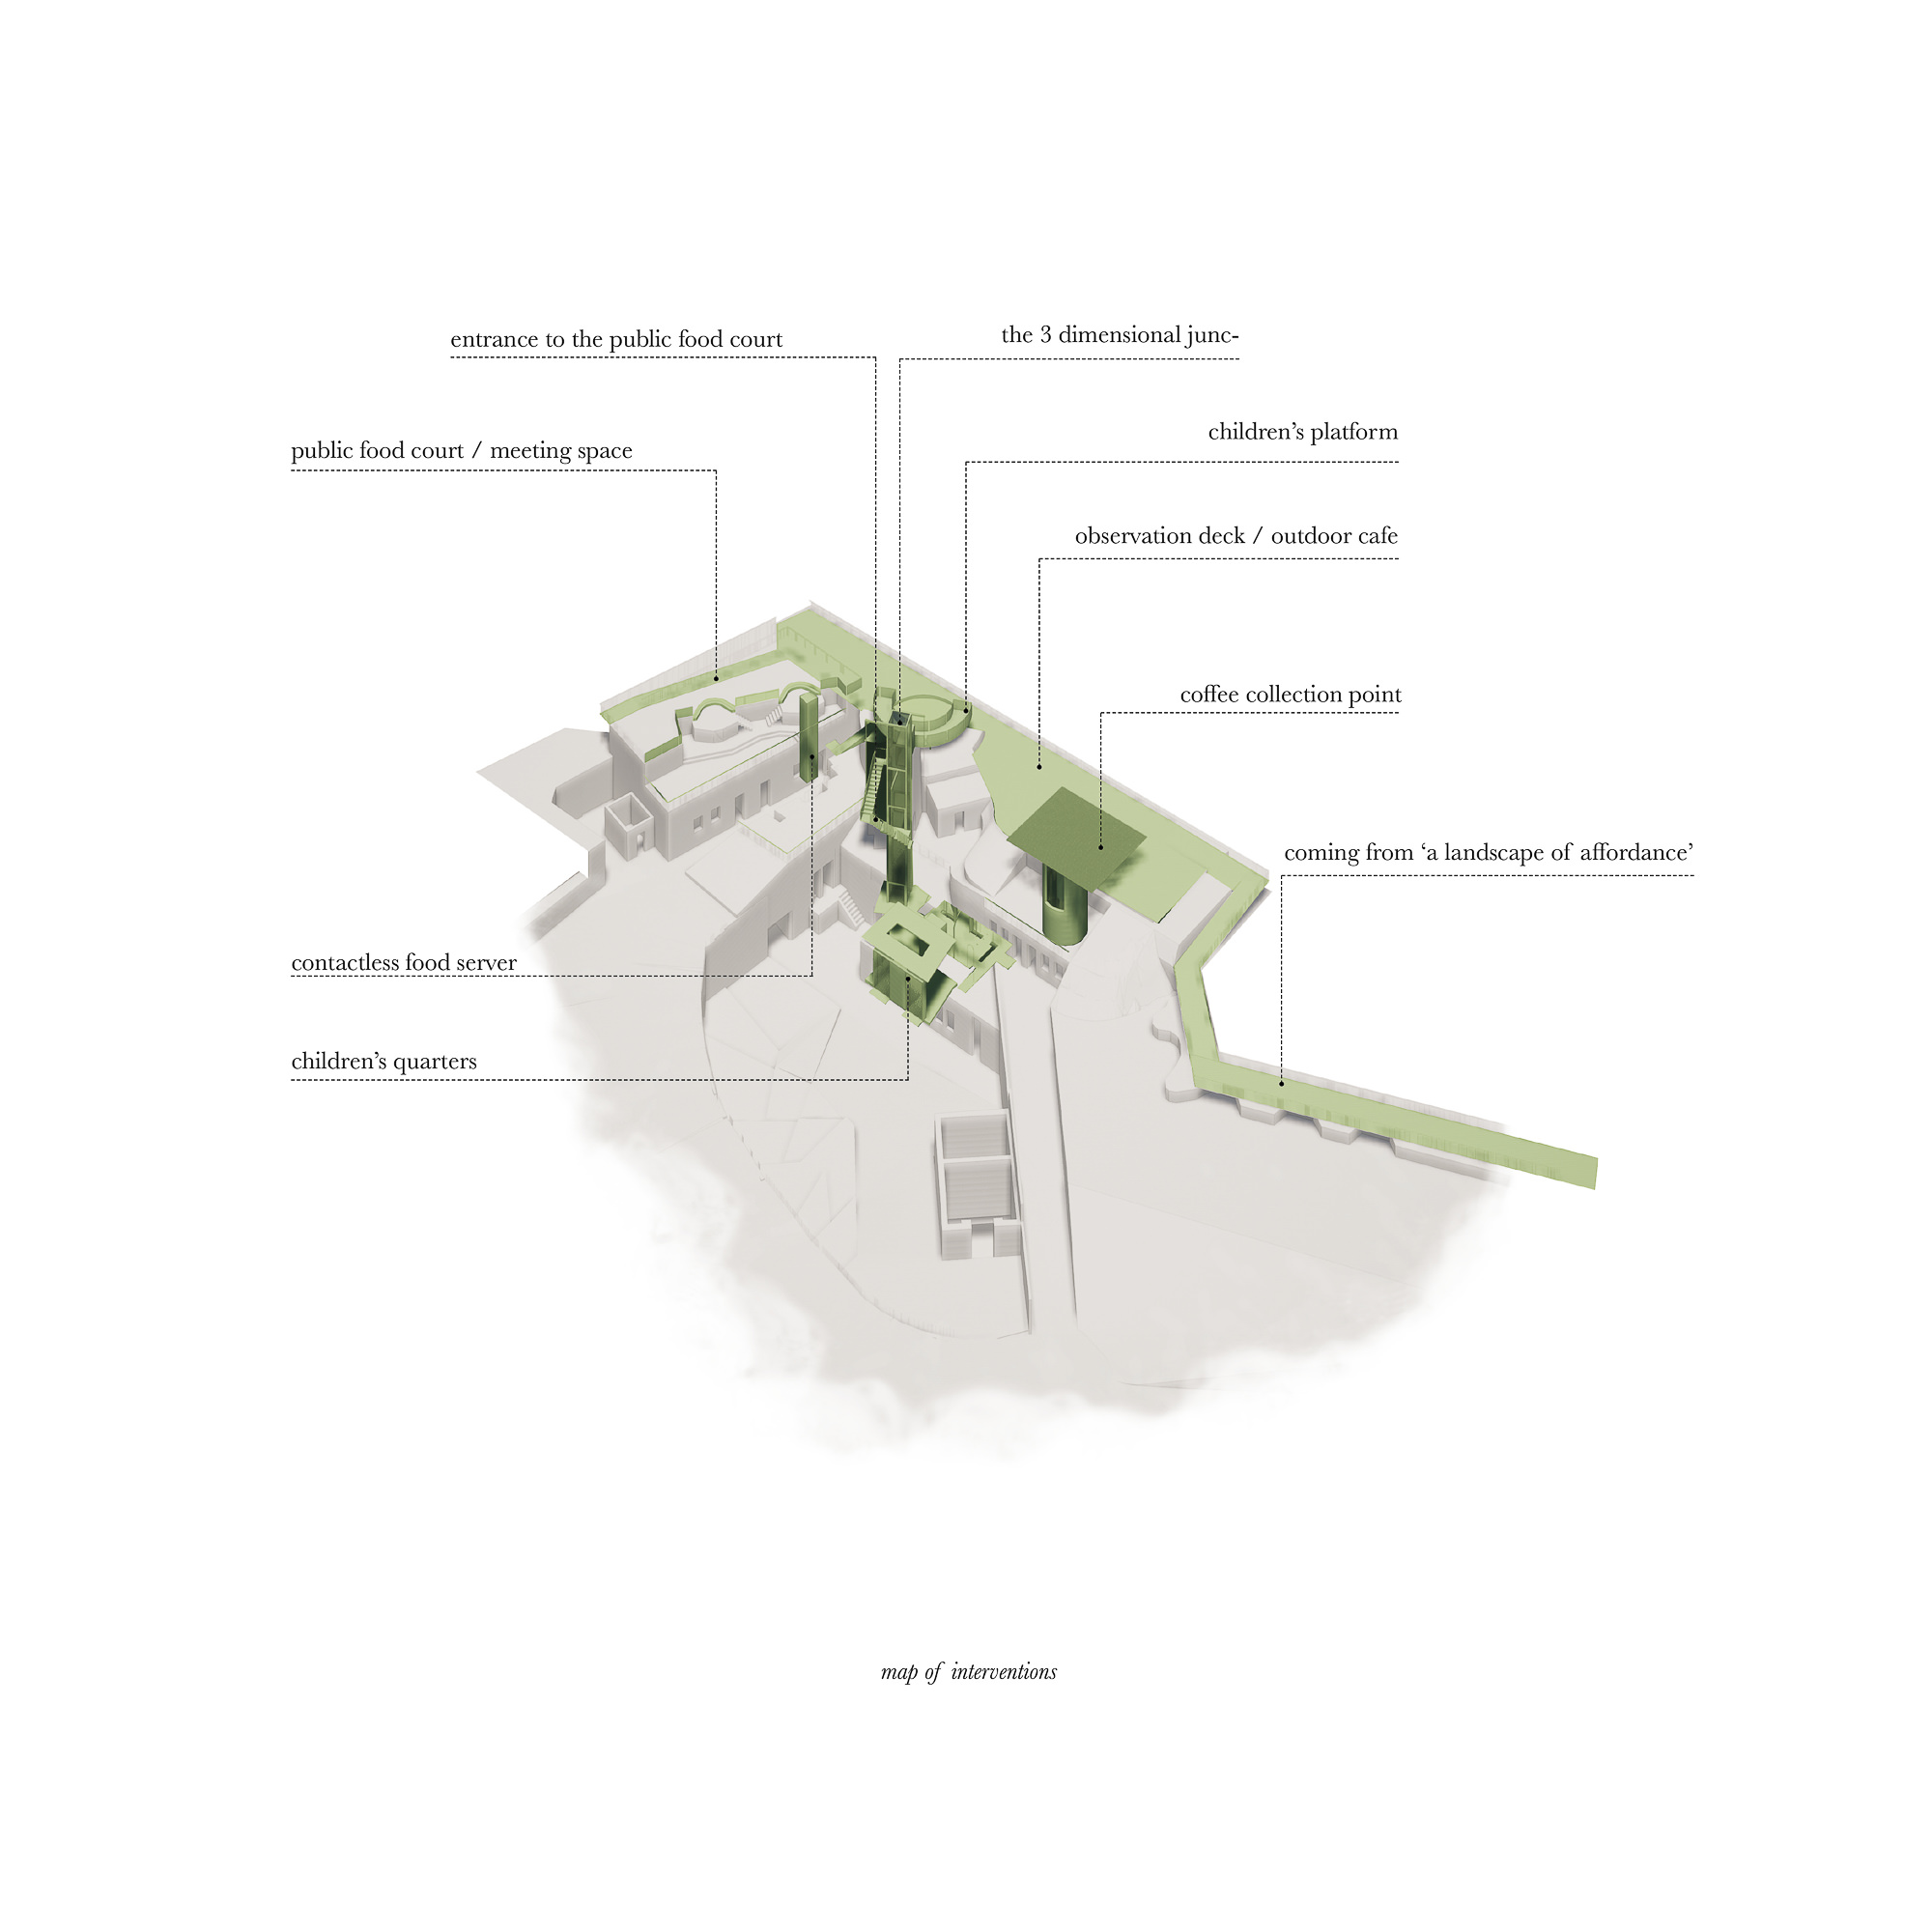 entrance to the public food court
the 3 dimensional junc-
children’s platform
public food court / meeting space
observation deck / outdoor cafe
coffee collection point
coming from ‘a landscape of affordance’
contactless food server
children’s quarters
map of interventions